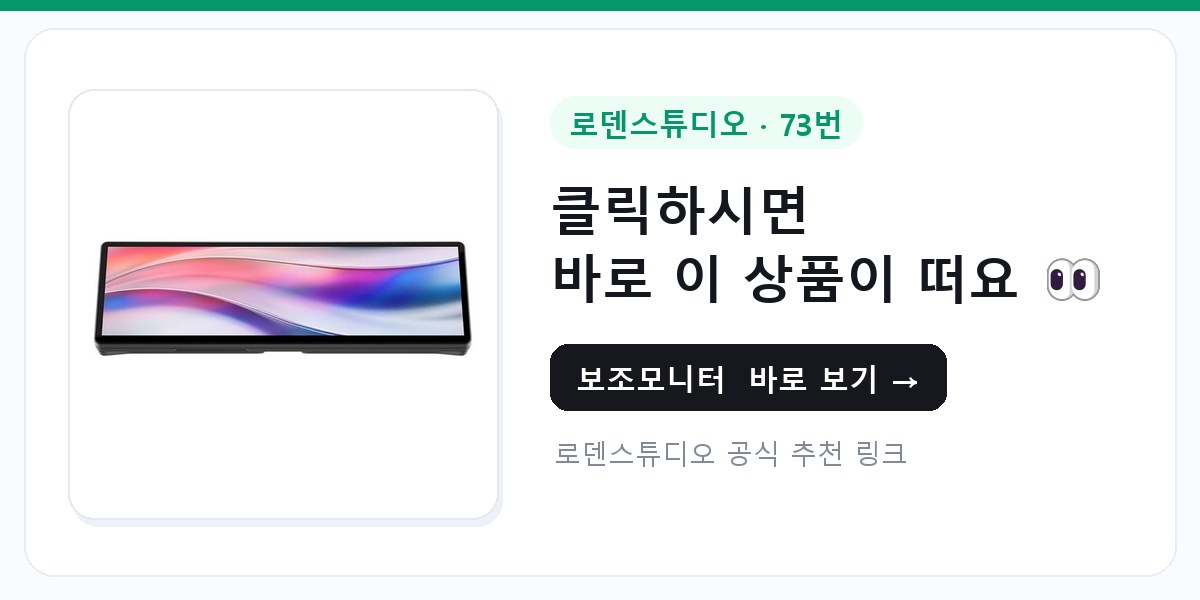 로덴스튜디오 · 73번
클릭하시면
바로 이 상품이 떠요 👀
보조모니터 바로 보기 →
로덴스튜디오 공식 추천 링크